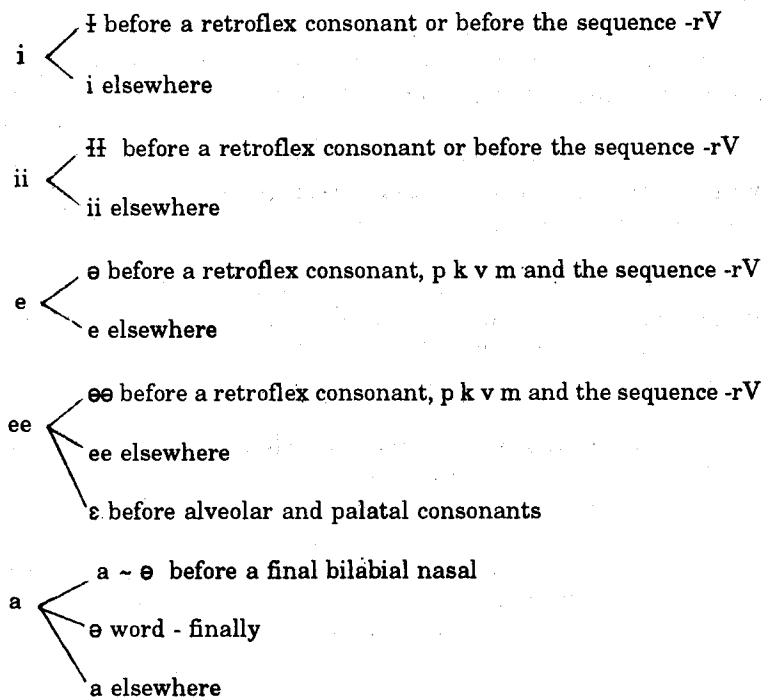 ɨ before a retroflex consonant or before the sequence -rV
i
i elsewhere
ɨɨ before a retroflex consonant or before the sequence -rV
ii
ii elsewhere
ɵ before a retroflex consonant, p k v m and the sequence -rV
e
e elsewhere
ɵɵ before a retroflex consonant, p k v m and the sequence -rV
ee
ee elsewhere
ɛ before alveolar and palatal consonants
a ~ ɵ before a final bilabial nasal
a
ɵ word - finally
a elsewhere